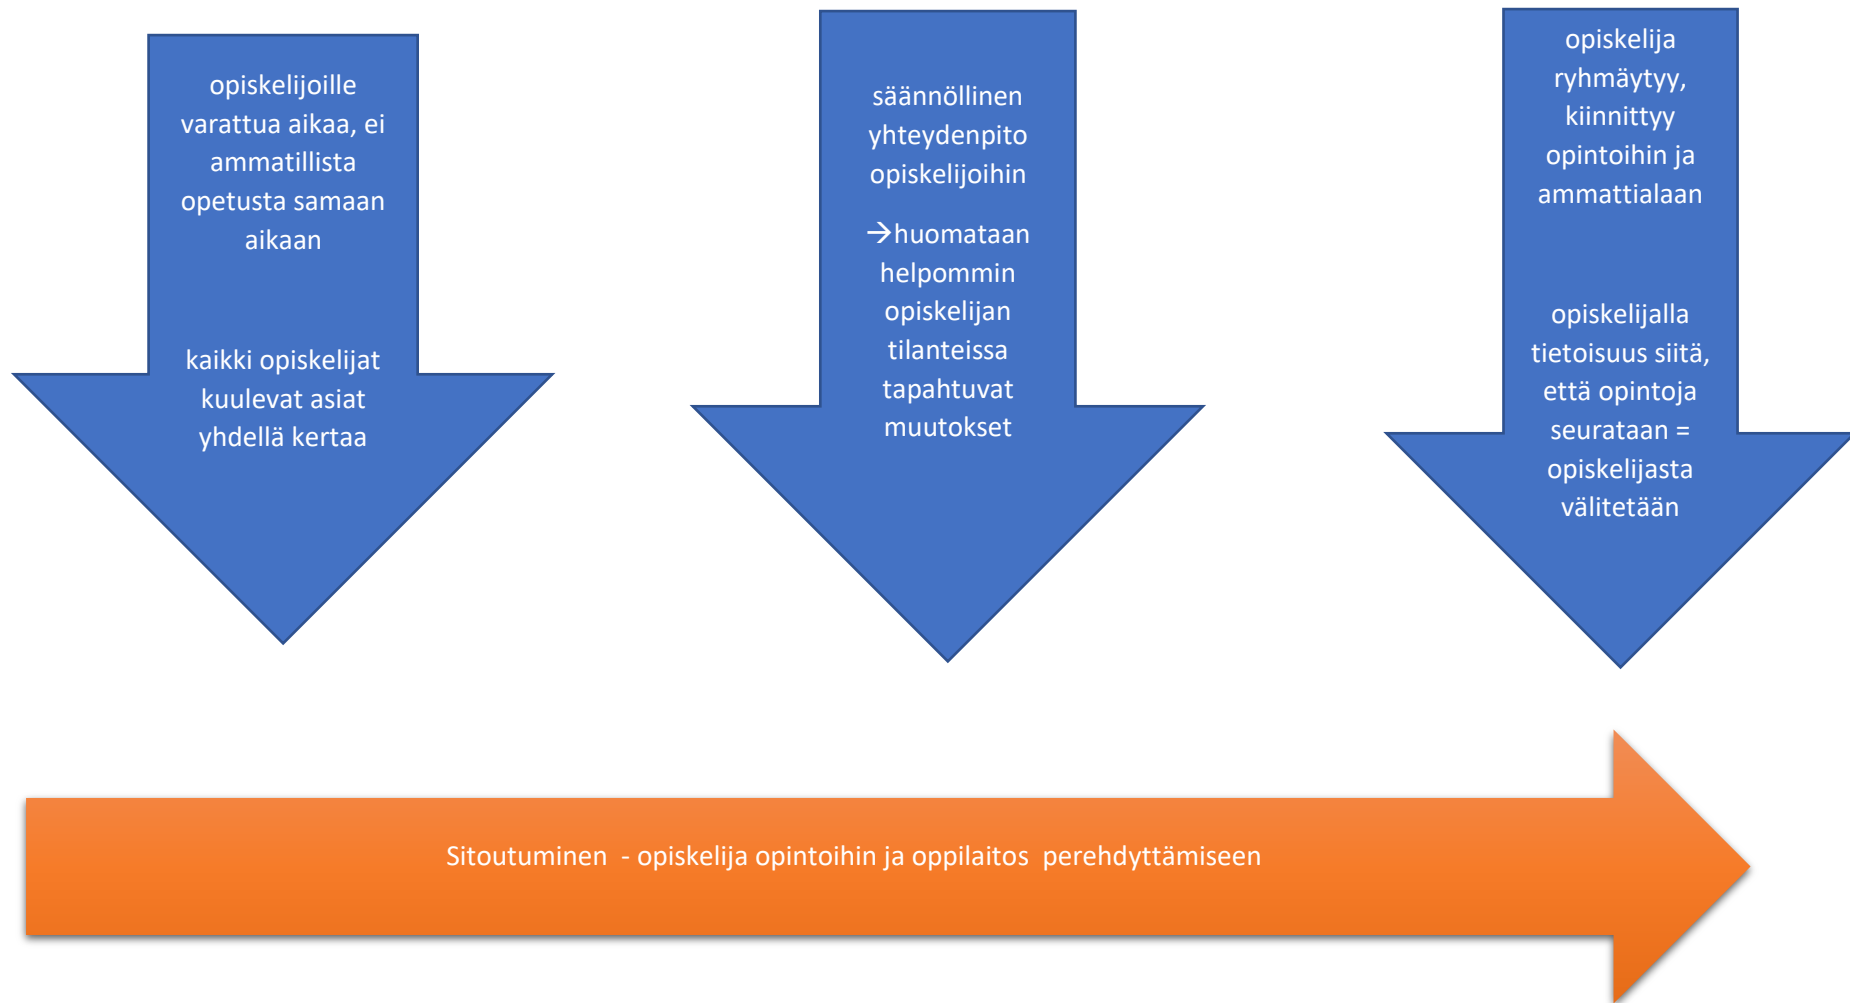 opiskelijoille
varattua aikaa, ei
ammatillista
opetusta samaan
aikaan
kaikki opiskelijat
kuulevat asiat
yhdellä kertaa
säännöllinen
yhteydenpito
opiskelijoihin
→huomataan
helpommin
opiskelijan
tilanteissa
tapahtuvat
muutokset
opiskelija
ryhmäytyy,
kiinnittyy
opintoihin ja
ammattialaan
opiskelijalla
tietoisuus siitä,
että opintoja
seurataan =
opiskelijasta
välitetään
Sitoutuminen  - opiskelija opintoihin ja oppilaitos  perehdyttämiseen